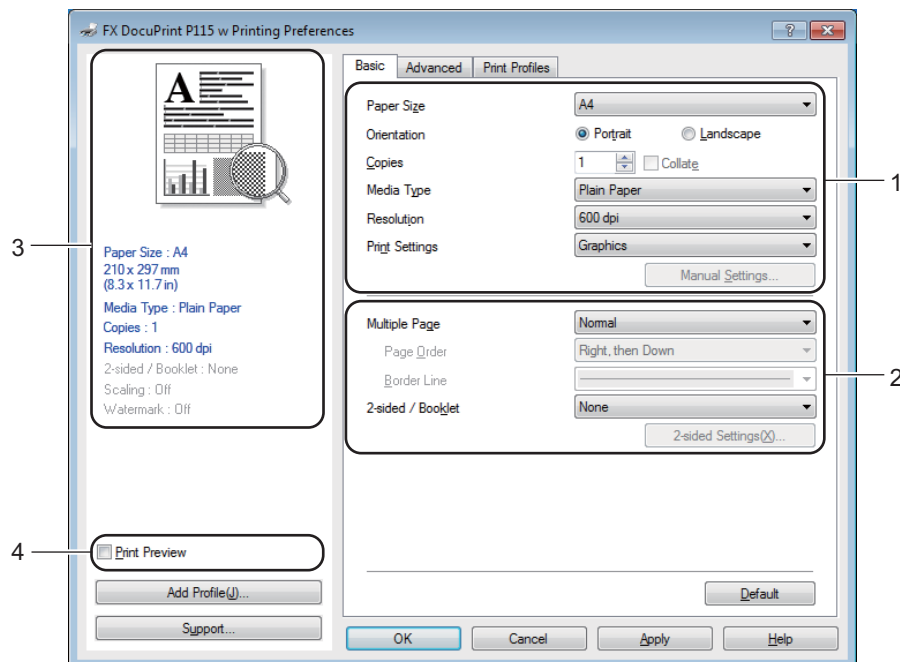 FX DocuPrint P115 w Printing Preferences
Basic
Advanced
Print Profiles
A
Paper Size : A4
210 x 297 mm
(8.3 x 11.7 in)
Media Type : Plain Paper
Copies : 1
Resolution : 600 dpi
2-sided / Booklet : None
Scaling : Off
Watermark : Off
3
Print Preview
4
Add Profile(J)...
Support...
Paper Size A4
Orientation Portrait Landscape
Copies 1 Collate
Media Type Plain Paper
Resolution 600 dpi
Print Settings Graphics
Manual Settings...
1
Multiple Page Normal
Page Order Right, then Down
Border Line
2-sided / Booklet None
2-sided Settings(X)...
2
Default
OK Cancel Apply Help